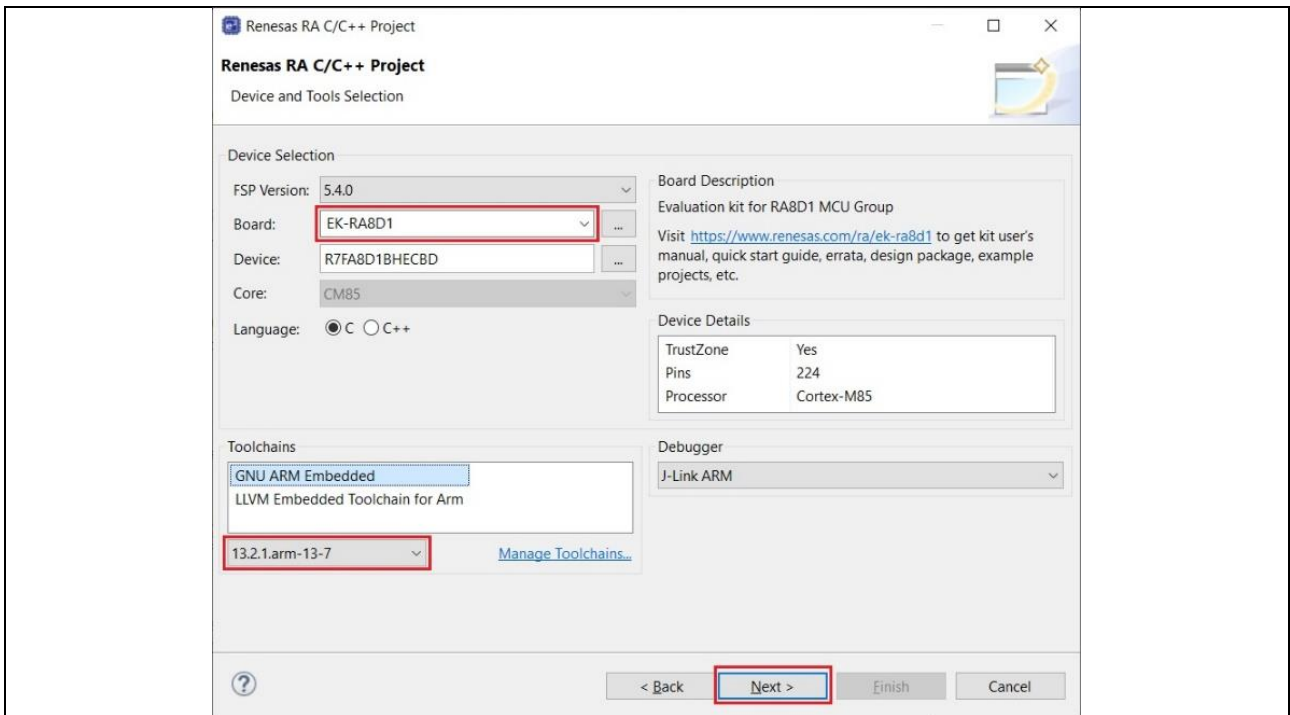 Renesas RA C/C++ Project
Renesas RA C/C++ Project
Device and Tools Selection
Device Selection
FSP Version: 5.4.0
Board: EK-RA8D1 ...
Device: R7FA8D1BHECBD ...
Core: CM85
Language: C C++
Board Description
Evaluation kit for RA8D1 MCU Group
Visit https://www.renesas.com/ra/ek-ra8d1 to get kit user's
manual, quick start guide, errata, design package, example
projects, etc.
Device Details
TrustZone Yes
Pins 224
Processor Cortex-M85
Toolchains
GNU ARM Embedded
LLVM Embedded Toolchain for Arm
13.2.1.arm-13-7 Manage Toolchains...
Debugger
J-Link ARM
? < Back Next > Finish Cancel